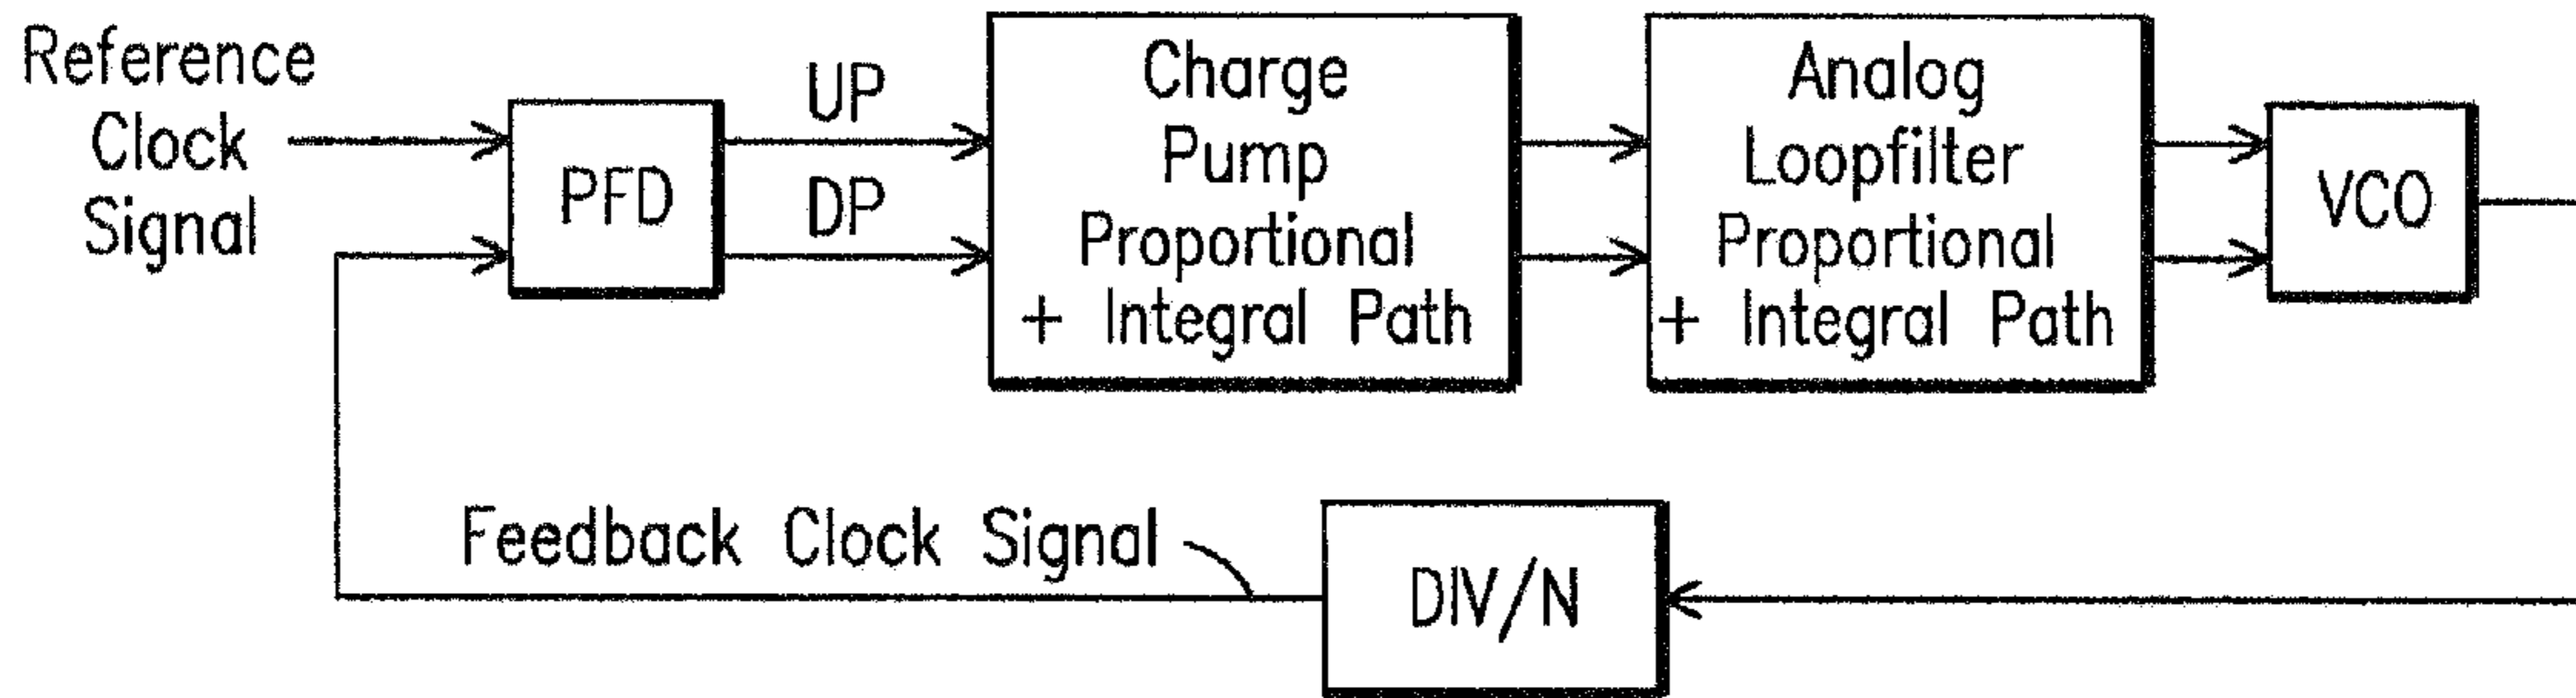 Reference
Clock
Signal
PFD
UP
DP
Charge
Pump
Proportional
+ Integral Path
Analog
Loopfilter
Proportional
+ Integral Path
VCO
Feedback Clock Signal
DIV/N